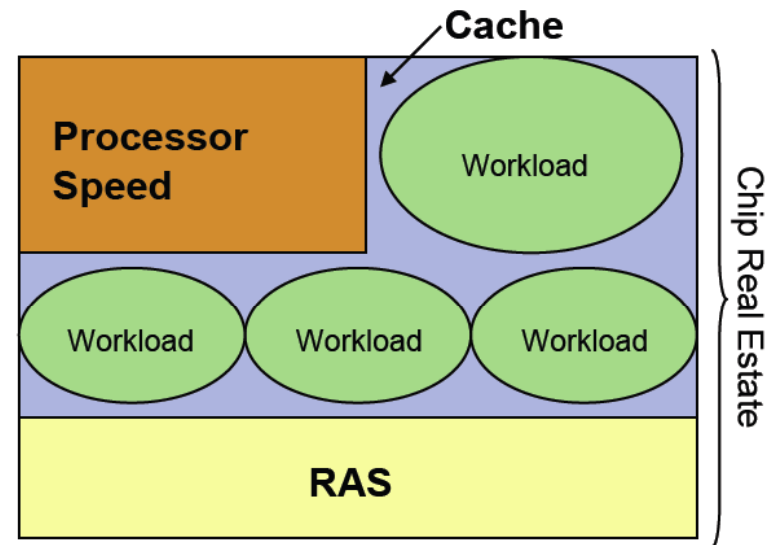 Cache
Processor
Speed
Workload
Workload
Workload
Workload
RAS
Chip Real Estate